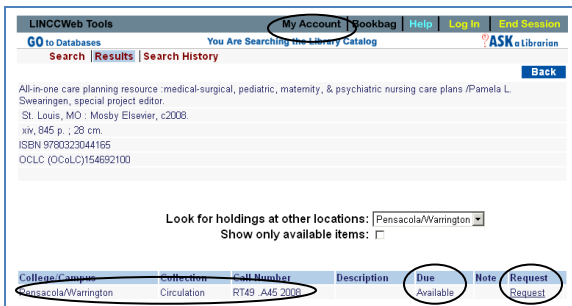 LINCCWeb Tools My Account Bookbag Help Log In End Session
GO to Databases You Are Searching the Library Catalog ?ASK a Librarian
Search Results Search History
Back
All-in-one care planning resource :medical-surgical, pediatric, maternity, & psychiatric nursing care plans /Pamela L.
Swearingen, special project editor.
St. Louis, MO : Mosby Elsevier, c2008.
xiv, 845 p. ; 28 cm.
ISBN 9780323044165
OCLC (OCoLC)154692100
Look for holdings at other locations: Pensacola/Warrington
Show only available items:
College/Campus Collection Call Number Description Due Note Request
Pensacola/Warrington Circulation RT49 .A45 2008 Available Request